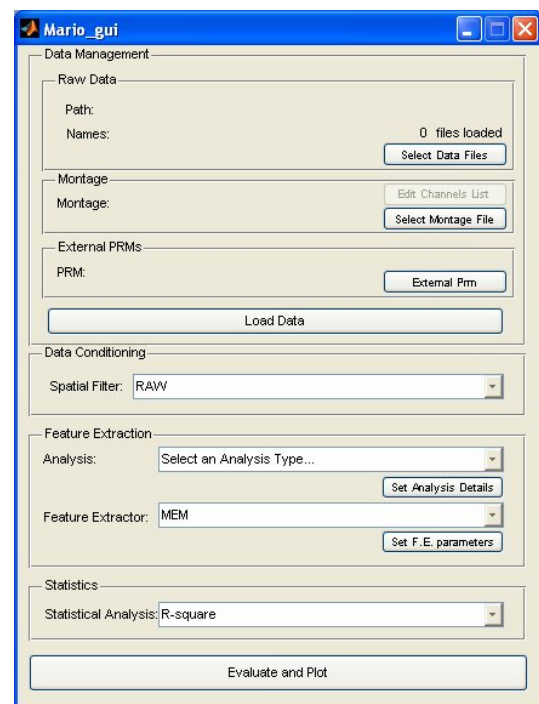 Mario_gui
Data Management
Raw Data
Path:
Names:
0 files loaded
Select Data Files
Montage
Montage:
Edit Channels List
Select Montage File
External PRMs
PRM:
External Prm
Load Data
Data Conditioning
Spatial Filter: RAW
Feature Extraction
Analysis: Select an Analysis Type...
Set Analysis Details
Feature Extractor: MEM
Set F.E. parameters
Statistics
Statistical Analysis: R-square
Evaluate and Plot